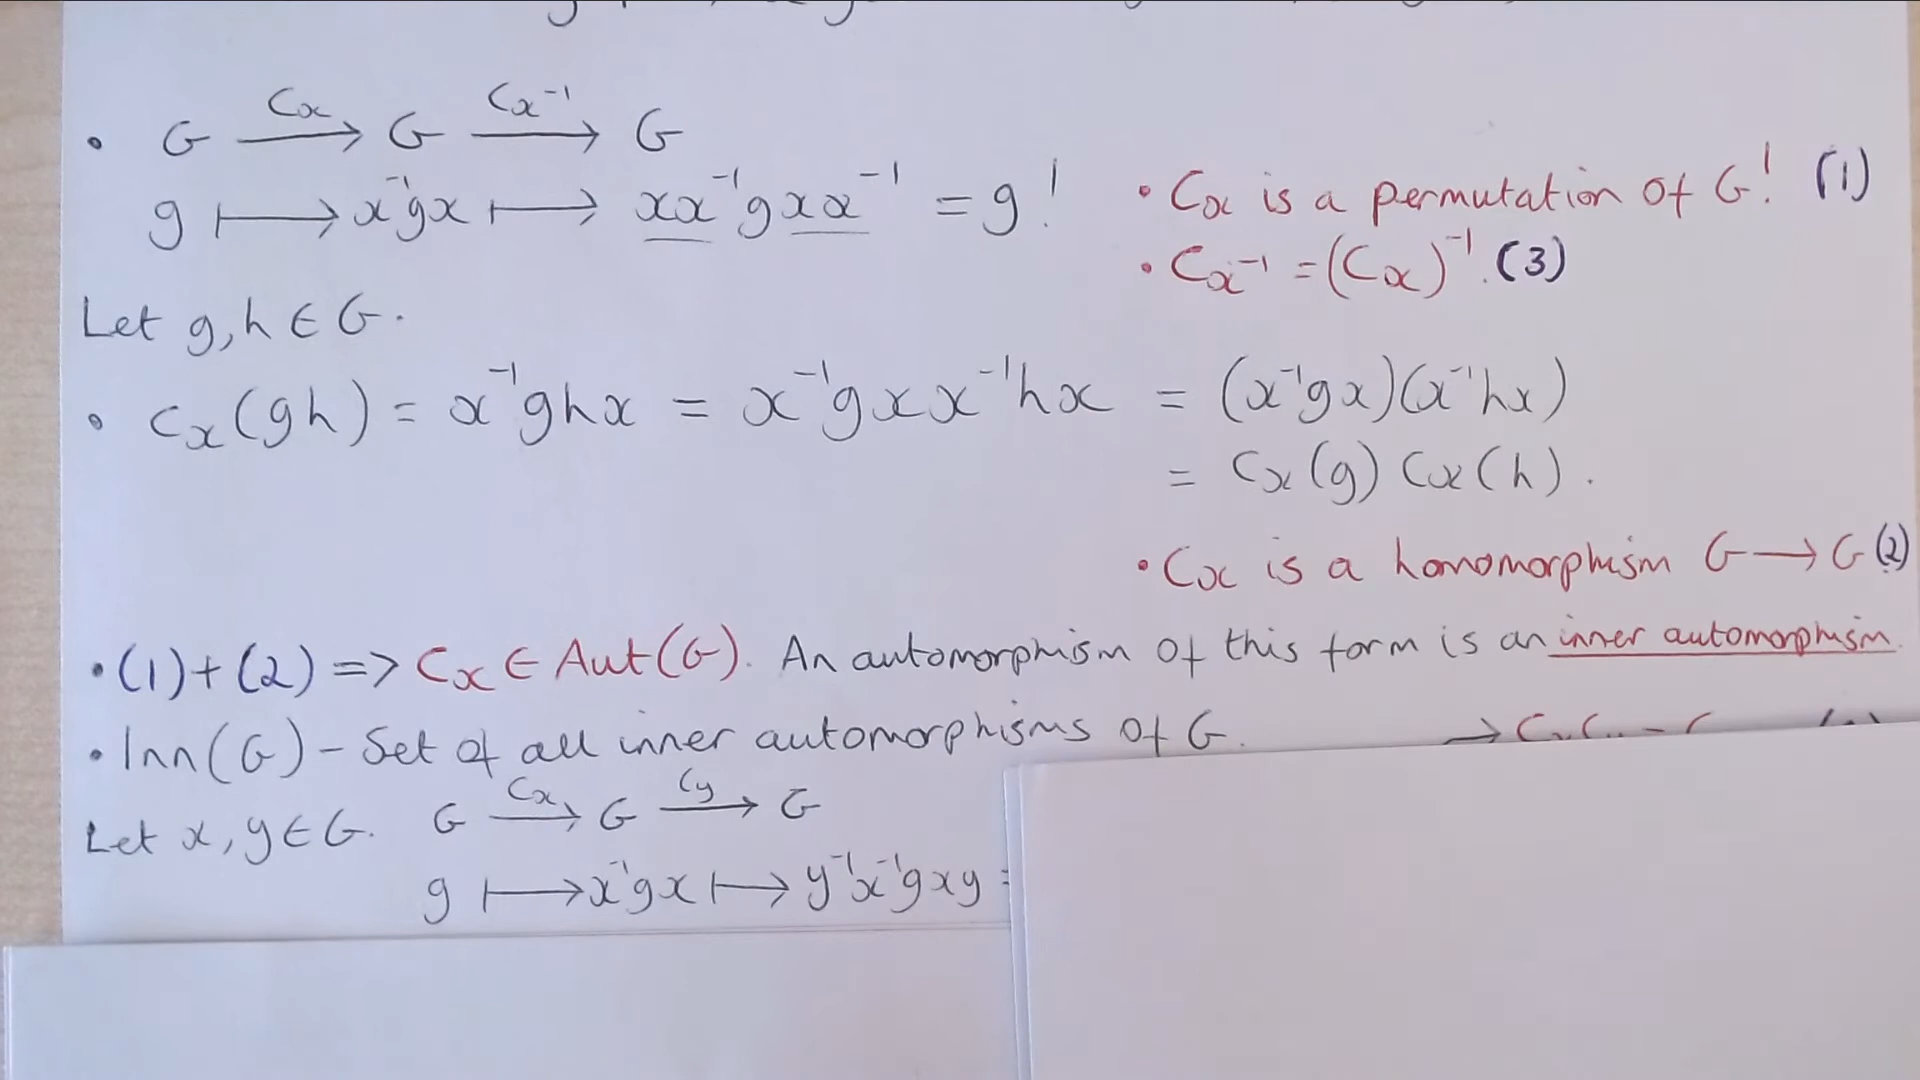 • G —Cx→ G —Cx⁻¹→ G
g ↦ x⁻¹gx ↦ xx⁻¹gxx⁻¹ = g!
• Cx is a permutation of G! (1)
• Cx⁻¹ = (Cx)⁻¹. (3)
Let g,h ∈ G.
• Cx(gh) = x⁻¹ghx = x⁻¹gxx⁻¹hx = (x⁻¹gx)(x⁻¹hx)
= Cx(g) Cx(h).
• Cx is a homomorphism G → G (2)
• (1)+(2) => Cx ∈ Aut(G). An automorphism of this form is an inner automorphism.
• Inn(G) – Set of all inner automorphisms of G.
Let x, y ∈ G. G —Cx→ G —Cy→ G
g ↦ x⁻¹gx ↦ y⁻¹x⁻¹gxy =